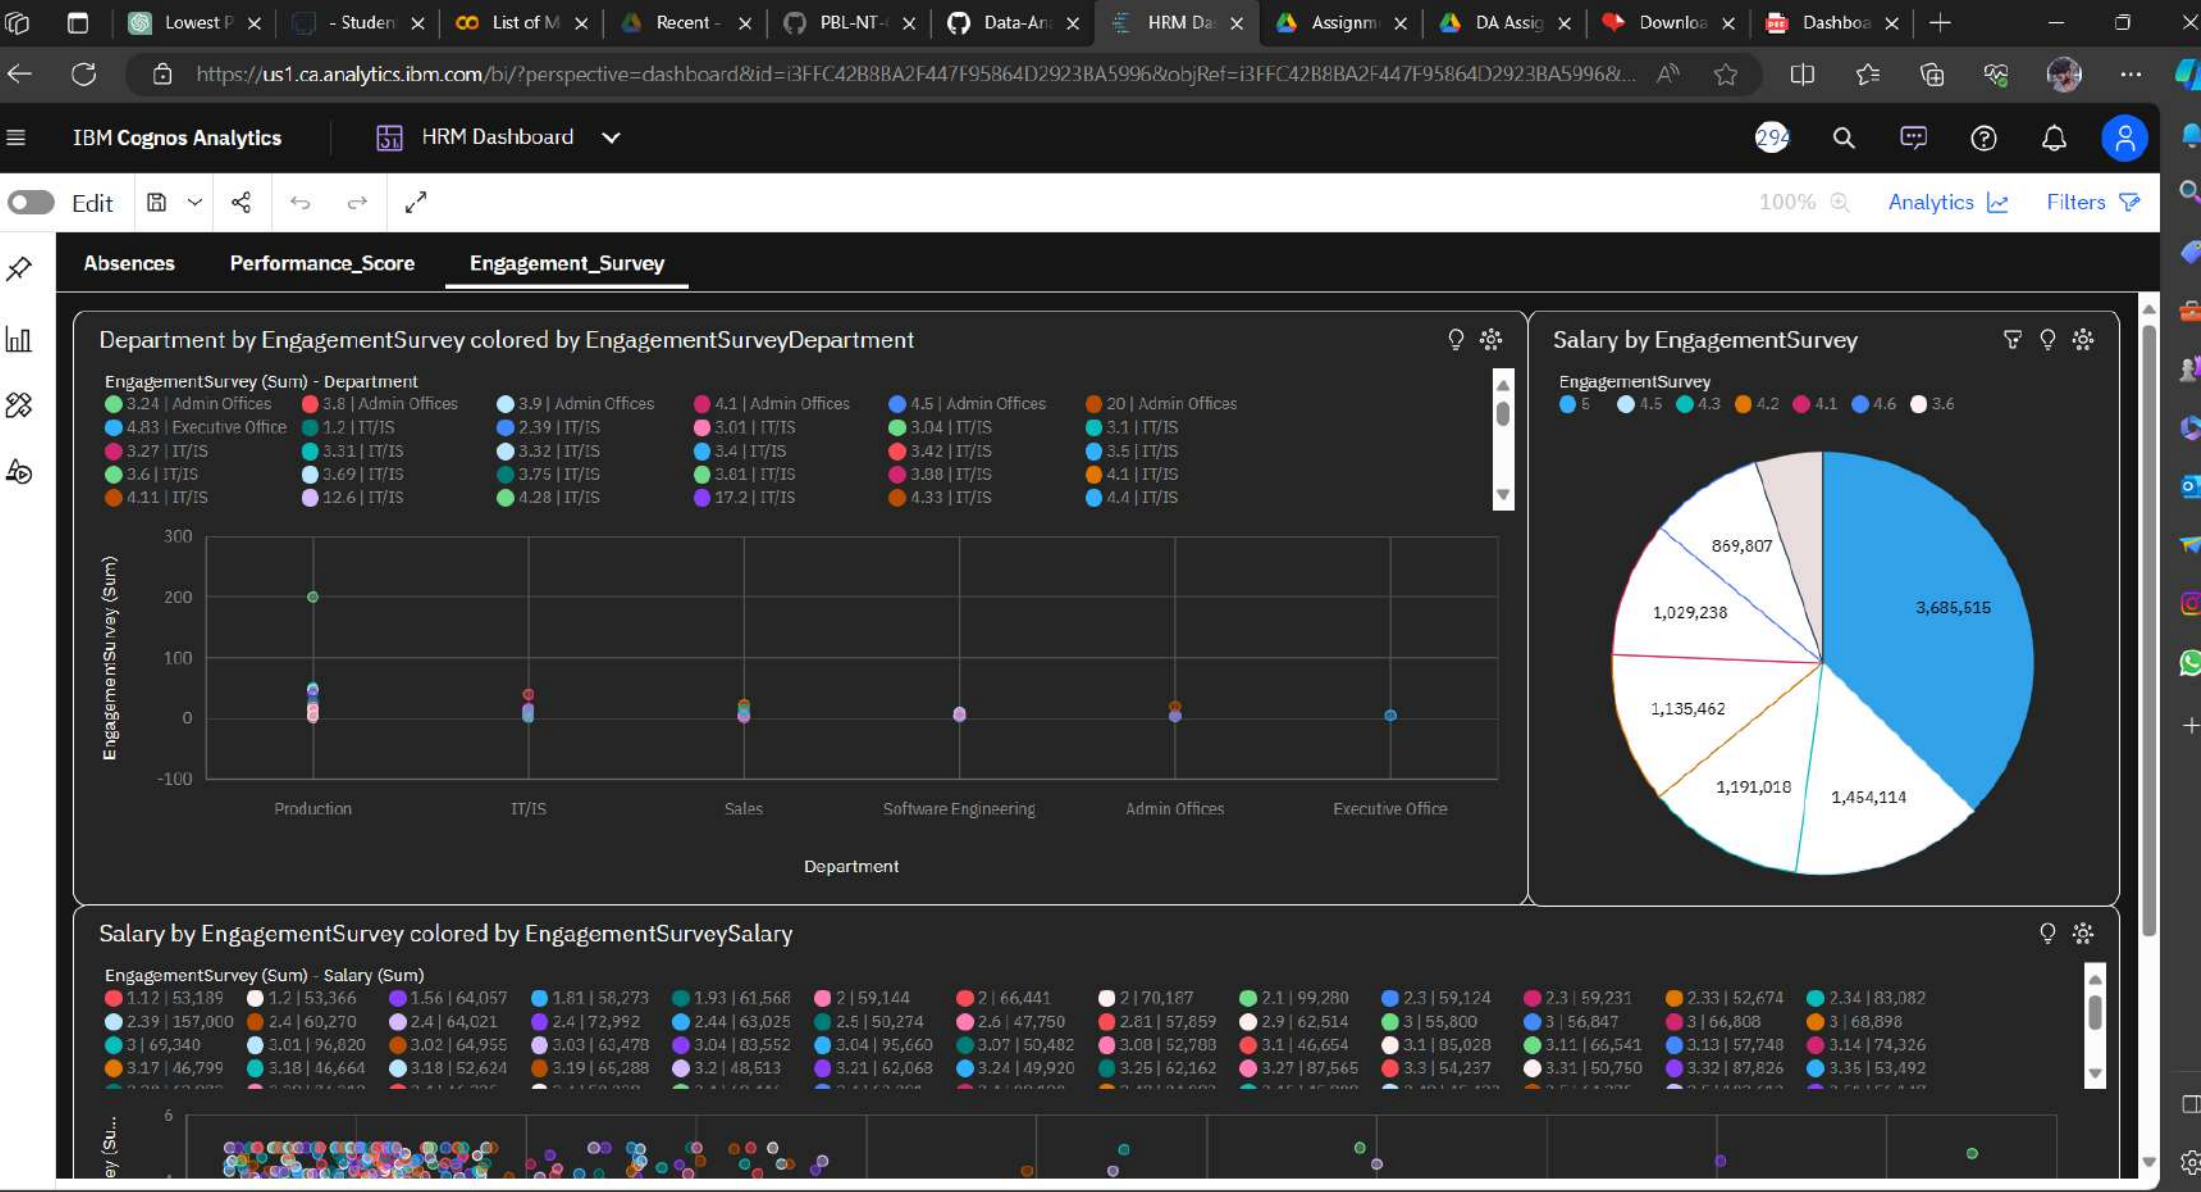 Lowest P
- Studen
List of M
Recent -
PBL-NT-
Data-An
HRM Da
Assignm
DA Assig
Downloa
Dashboa
https://us1.ca.analytics.ibm.com/bi/?perspective=dashboard&id=i3FFC42B8BA2F447F95864D2923BA5996&objRef=i3FFC42B8BA2F447F95864D2923BA5996&...
IBM Cognos Analytics
HRM Dashboard
294
Edit
100%
Analytics
Filters
Absences Performance_Score Engagement_Survey
Department by EngagementSurvey colored by EngagementSurveyDepartment
EngagementSurvey (Sum) - Department
3.24 | Admin Offices 3.8 | Admin Offices 3.9 | Admin Offices 4.1 | Admin Offices 4.5 | Admin Offices 20 | Admin Offices
4.83 | Executive Office 1.2 | IT/IS 2.39 | IT/IS 3.01 | IT/IS 3.04 | IT/IS 3.1 | IT/IS
3.27 | IT/IS 3.31 | IT/IS 3.32 | IT/IS 3.4 | IT/IS 3.42 | IT/IS 3.5 | IT/IS
3.6 | IT/IS 3.69 | IT/IS 3.75 | IT/IS 3.81 | IT/IS 3.88 | IT/IS 4.1 | IT/IS
4.11 | IT/IS 12.6 | IT/IS 4.28 | IT/IS 17.2 | IT/IS 4.33 | IT/IS 4.4 | IT/IS
EngagementSurvey (Sum)
300
200
100
0
-100
Production IT/IS Sales Software Engineering Admin Offices Executive Office
Department
Salary by EngagementSurvey
EngagementSurvey
5 4.5 4.3 4.2 4.1 4.6 3.6
869,807
3,685,515
1,029,238
1,135,462
1,191,018
1,454,114
Salary by EngagementSurvey colored by EngagementSurveySalary
EngagementSurvey (Sum) - Salary (Sum)
1.12 | 53,189 1.2 | 53,366 1.56 | 64,057 1.81 | 58,273 1.93 | 61,568 2 | 59,144 2 | 66,441 2 | 70,187 2.1 | 99,280 2.3 | 59,124 2.3 | 59,231 2.33 | 52,674 2.34 | 83,082
2.39 | 157,000 2.4 | 60,270 2.4 | 64,021 2.4 | 72,992 2.44 | 63,025 2.5 | 50,274 2.6 | 47,750 2.81 | 57,859 2.9 | 62,514 3 | 55,800 3 | 56,847 3 | 66,808 3 | 68,898
3 | 69,340 3.01 | 96,820 3.02 | 64,955 3.03 | 63,478 3.04 | 83,552 3.04 | 95,660 3.07 | 50,482 3.08 | 52,788 3.1 | 46,654 3.1 | 85,028 3.11 | 66,541 3.13 | 57,748 3.14 | 74,326
3.17 | 46,799 3.18 | 46,664 3.18 | 52,624 3.19 | 65,288 3.2 | 48,513 3.21 | 62,068 3.24 | 49,920 3.25 | 62,162 3.27 | 87,565 3.3 | 54,237 3.31 | 50,750 3.32 | 87,826 3.35 | 53,492
6
ey (Su...